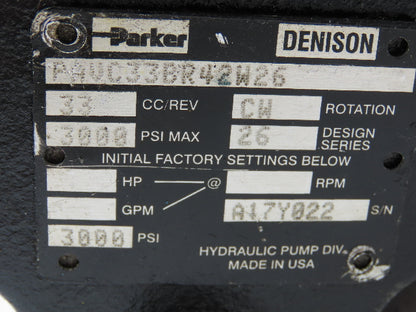 Parker DENISON
PAVC33BR42W26
33 CC/REV CW ROTATION
3000 PSI MAX 26 DESIGN SERIES
INITIAL FACTORY SETTINGS BELOW
HP @ RPM
GPM A17Y022 S/N
3000 PSI
HYDRAULIC PUMP DIV.
MADE IN USA